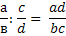 а/в : c/d = ad/bc